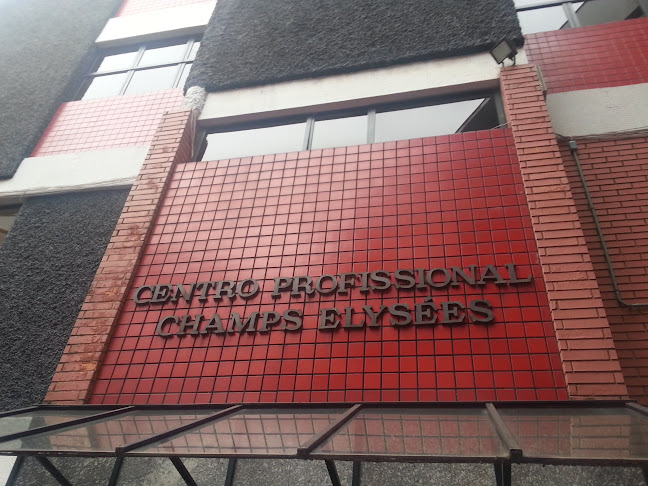 CENTRO PROFISSIONAL
CHAMPS ELYSÉES